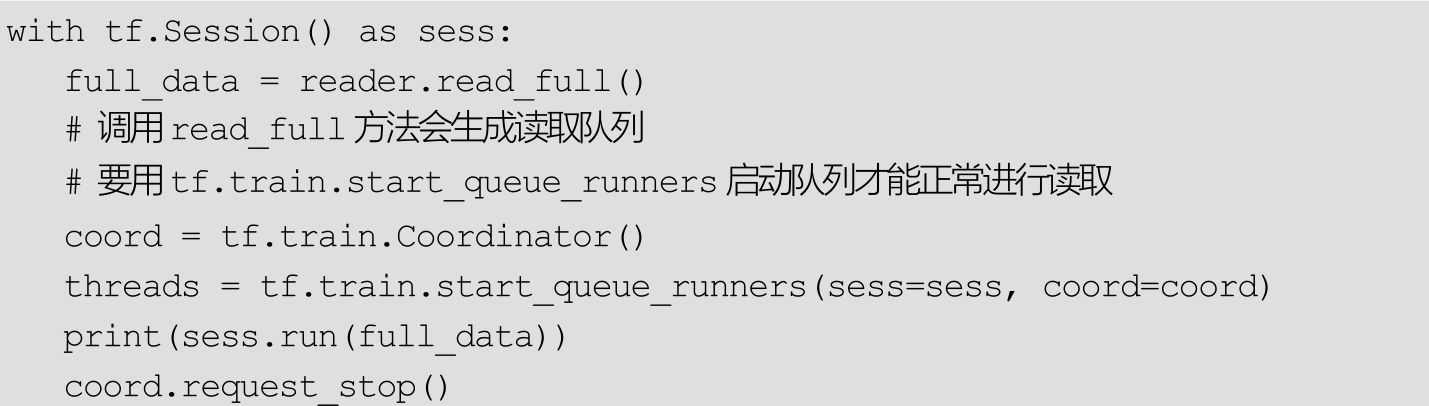 with tf.Session() as sess:
    full_data = reader.read_full()
    # 调用 read_full 方法会生成读取队列
    # 要用 tf.train.start_queue_runners 启动队列才能正常进行读取
    coord = tf.train.Coordinator()
    threads = tf.train.start_queue_runners(sess=sess, coord=coord)
    print(sess.run(full_data))
    coord.request_stop()